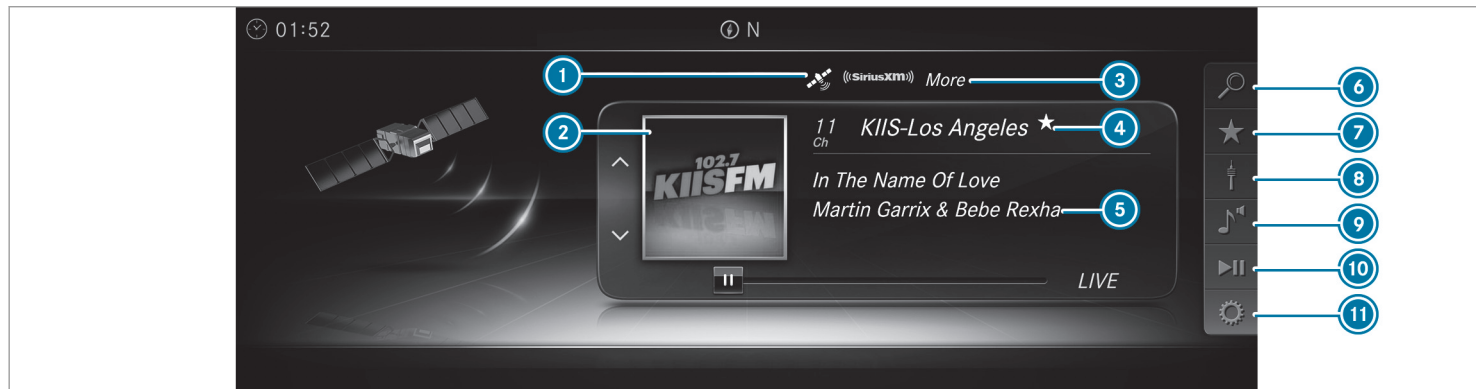 01:52
N
1
((SiriusXM))
More
3
6
2
11
Ch
KIIS-Los Angeles
4
7
102.7
KIISFM
In The Name Of Love
8
Martin Garrix & Bebe Rexha
5
9
10
LIVE
11